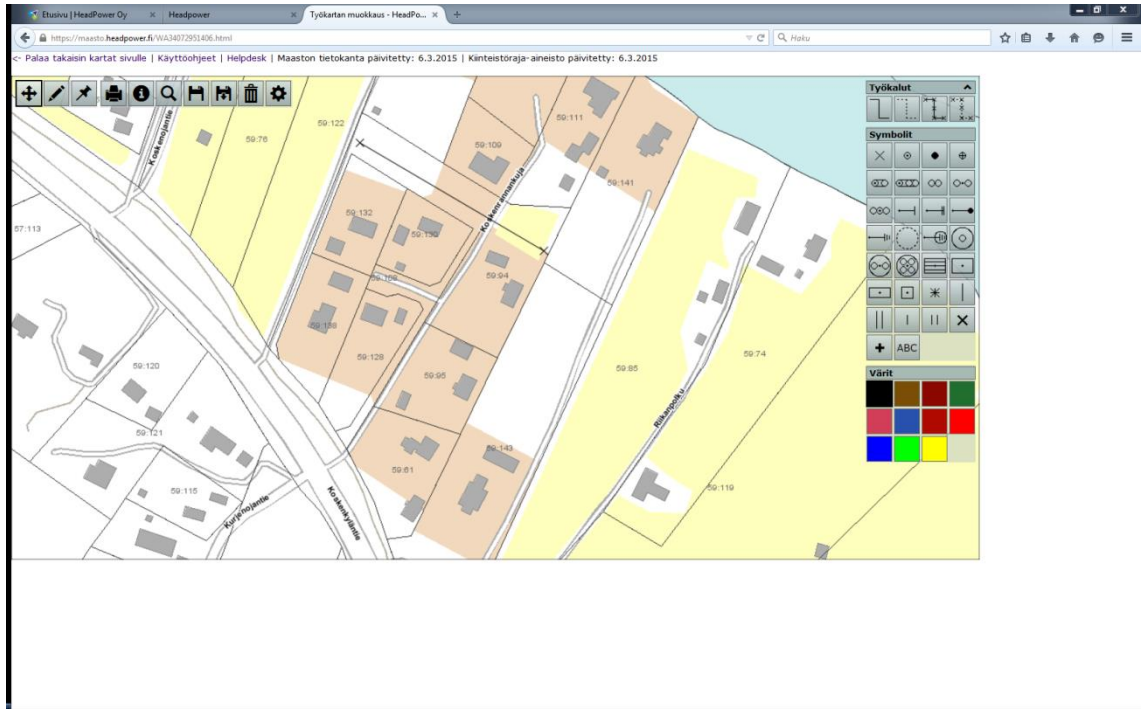 Etusivu | HeadPower Oy
Headpower
Työkartan muokkaus - HeadPo...
https://maasto.headpower.fi/WA34072951406.html
Haku
<- Palaa takaisin kartat sivulle | Käyttöohjeet | Helpdesk | Maaston tietokanta päivitetty: 6.3.2015 | Kiinteistöraja-aineisto päivitetty: 6.3.2015
Työkalut
Symbolit
ABC
Värit
Koskenojantie
59:76
59:122
59:109
59:111
59:141
Koskenrannankuja
57:113
59:132
59:94
59:128
59:120
59:95
59:85
59:74
59:121
Riikanpolku
59:61
59:143
59:115
59:119
Kurjenojantie
Koskenkyläntie